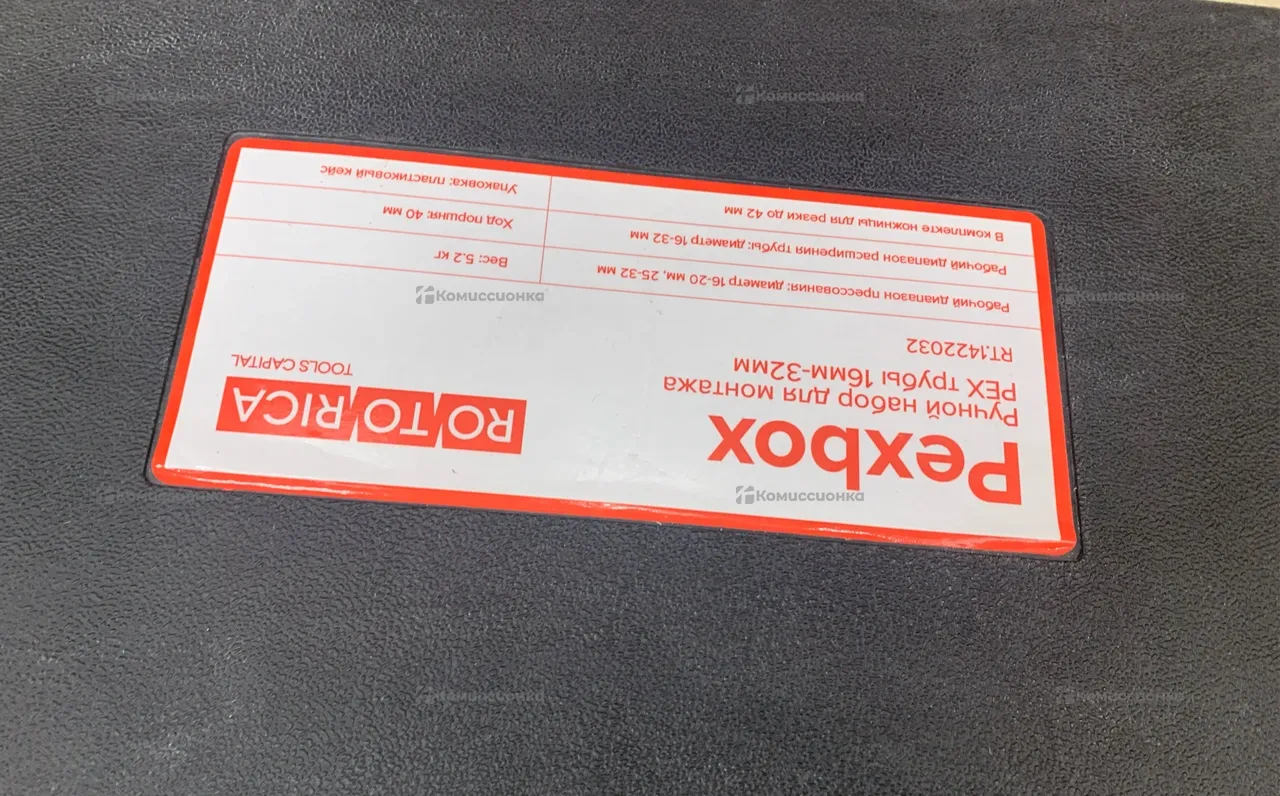 Pexbox
Ручной набор для монтажа
PEX трубы 16мм-32мм
RT.1422032
RO TO RICA
TOOLS CAPITAL
Рабочий диапазон прессования: диаметр 16-20 мм, 25-32 мм
Вес: 5.2 кг
Рабочий диапазон расширения трубы: диаметр 16-32 мм
Ход поршня: 40 мм
В комплекте ножницы для резки до 42 мм
Упаковка: пластиковый кейс
Комиссионка
Комиссионка
Комиссионка
Комиссионка
Комиссионка
Комиссионка